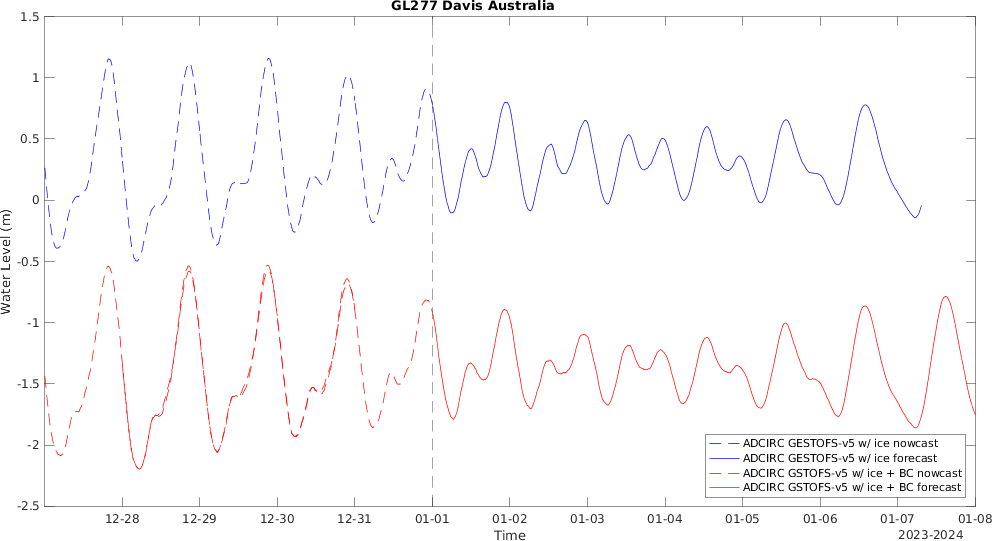 GL277 Davis Australia
1.5
1
0.5
0
-0.5
-1
-1.5
-2
-2.5
Water Level (m)
ADCIRC GESTOFS-v5 w/ ice nowcast
ADCIRC GESTOFS-v5 w/ ice forecast
ADCIRC GSTOFS-v5 w/ ice + BC nowcast
ADCIRC GSTOFS-v5 w/ ice + BC forecast
12-28 12-29 12-30 12-31 01-01 01-02 01-03 01-04 01-05 01-06 01-07 01-08
Time
2023-2024